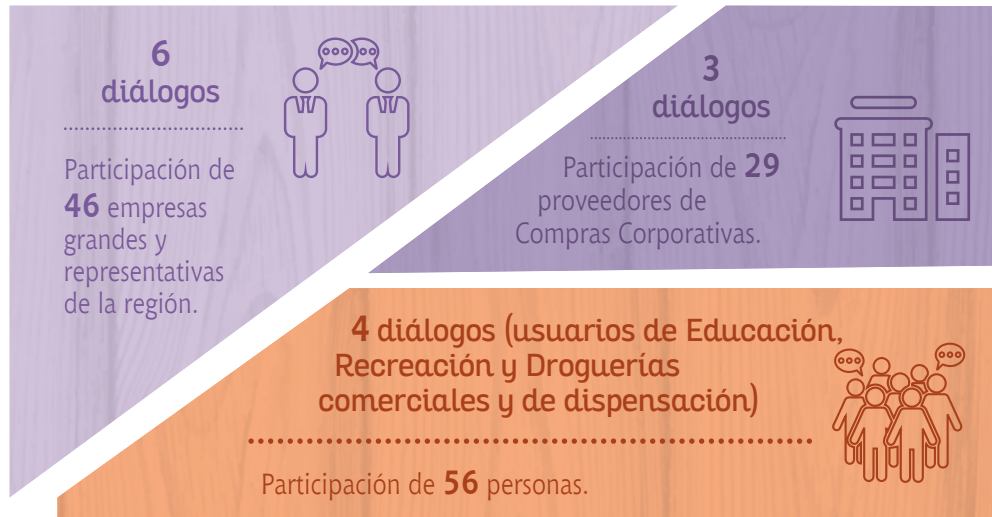 6
diálogos
Participación de
46 empresas
grandes y
representativas
de la región.
3
diálogos
Participación de 29
proveedores de
Compras Corporativas.
4 diálogos (usuarios de Educación,
Recreación y Droguerías
comerciales y de dispensación)
Participación de 56 personas.